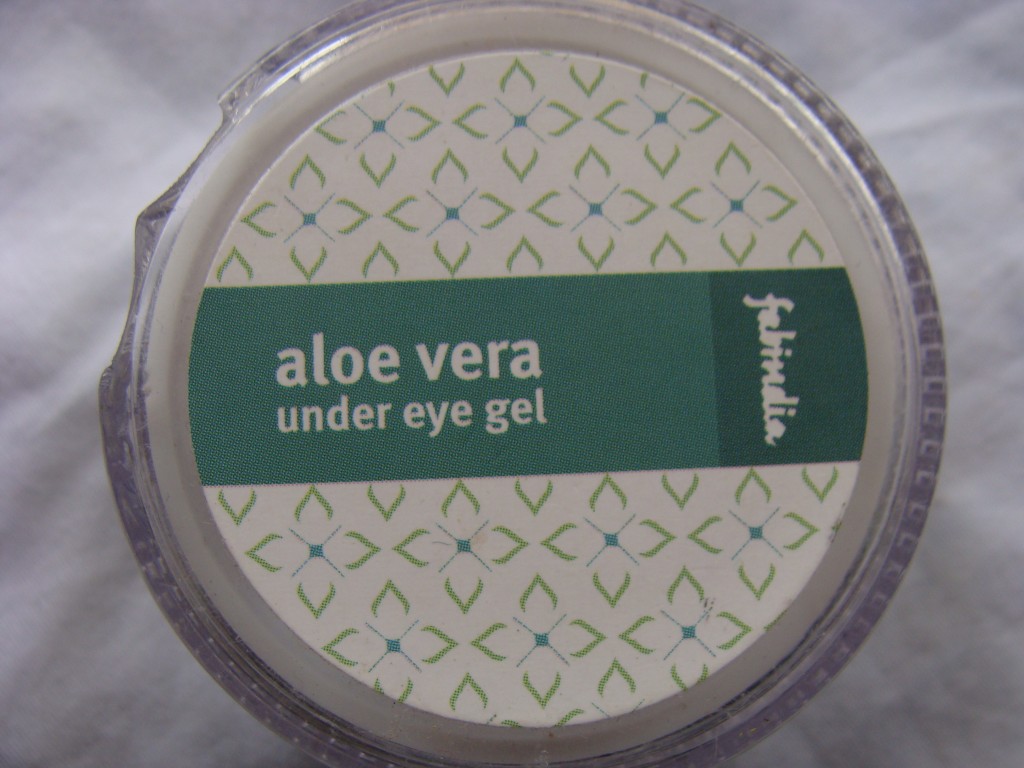 aloe vera
under eye gel
fabindia